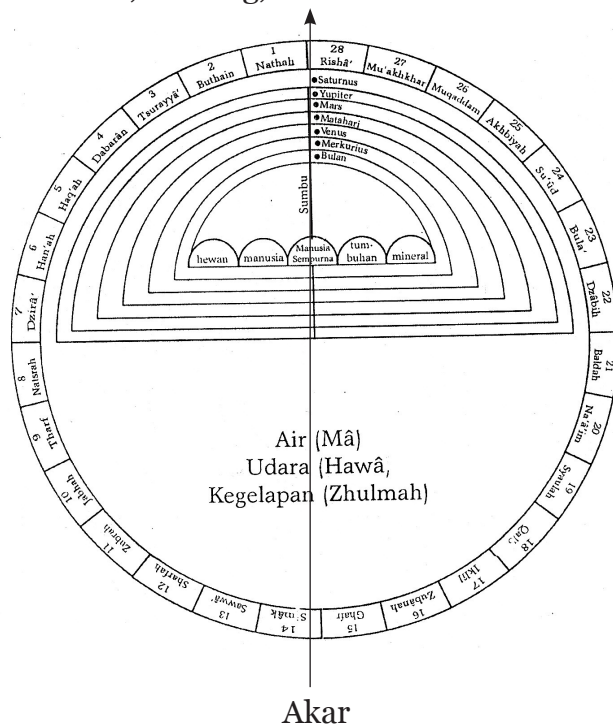 1
Nathah
2
Buthain
3
Tsurayyâ'
4
Dabarân
5
Haq'ah
6
Han'ah
7
Dzirâ'
8
Natsrah
9
Tharf
10
Jabhah
11
Zubrah
12
Sharfah
13
Sawwâ'
14
Simâk
15
Ghafr
16
Zubânah
17
Iklîl
18
19
Syaulah
20
Na'â'im
21
Baldah
22
Dzâbih
23
Bula'
24
Su'ûd
25
Akhbiyah
26
Muqaddam
27
Mu'akhkhar
28
Rishâ'
Saturnus
Yupiter
Mars
Matahari
Venus
Merkurius
Bulan
Sumbu
hewan
manusia
Manusia
Sempurna
tum-
buhan
mineral
Air (Mâ)
Udara (Hawâ,
Kegelapan (Zhulmah)
Akar